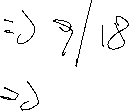 => 9/18
=>